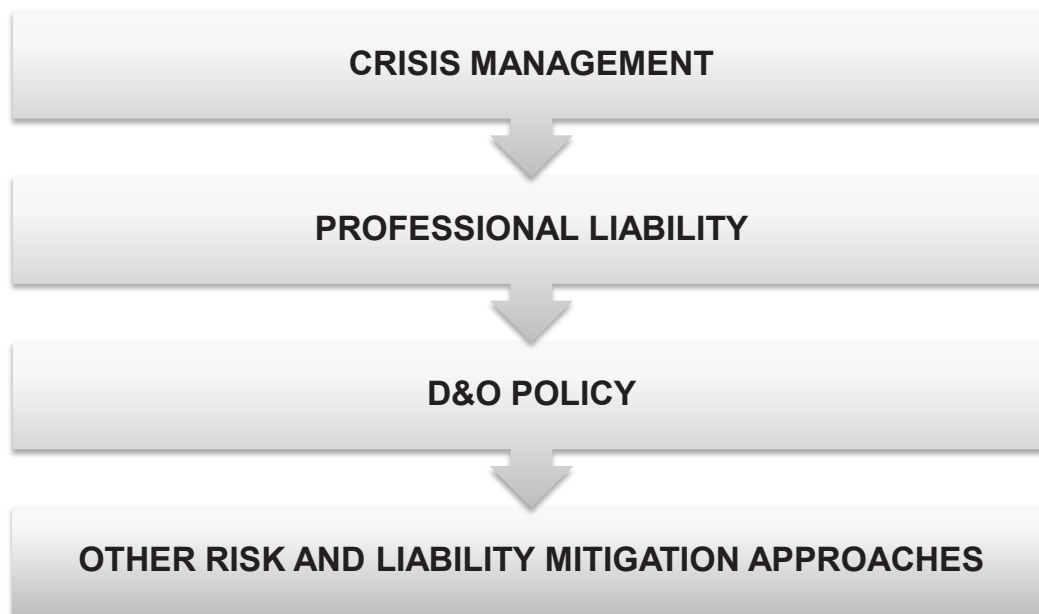 CRISIS MANAGEMENT
PROFESSIONAL LIABILITY
D&O POLICY
OTHER RISK AND LIABILITY MITIGATION APPROACHES